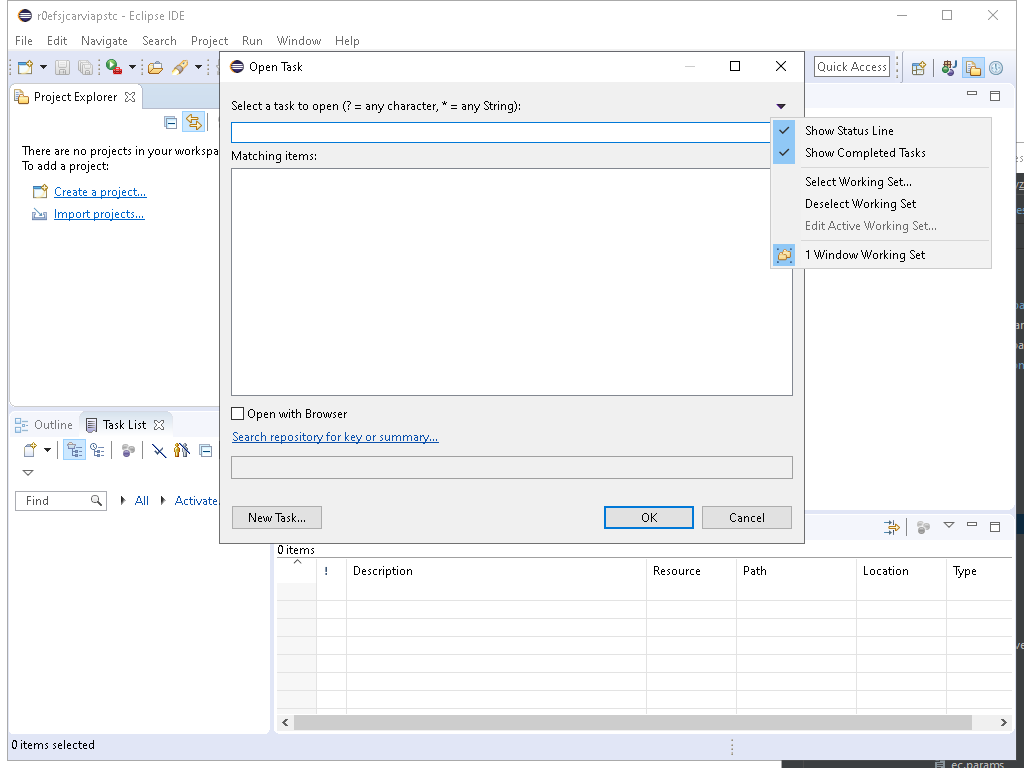 r0efsjcarviapstc - Eclipse IDE
File Edit Navigate Search Project Run Window Help
Open Task
Quick Access
Project Explorer
Select a task to open (? = any character, * = any String):
Show Status Line
Show Completed Tasks
Select Working Set...
Deselect Working Set
Edit Active Working Set...
1 Window Working Set
There are no projects in your workspa
To add a project:
Create a project...
Import projects...
Matching items:
Open with Browser
Search repository for key or summary...
Outline Task List
Find All Activate
New Task... OK Cancel
0 items
! Description Resource Path Location Type
0 items selected
ec.params